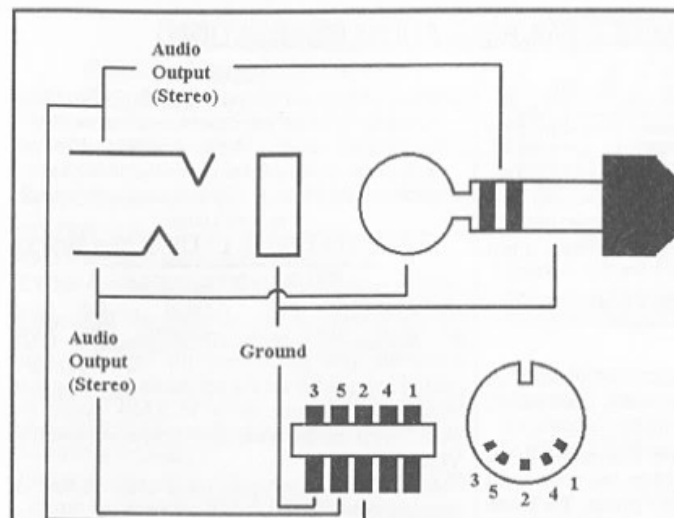 Audio
Output
(Stereo)
Audio
Output
(Stereo)
Ground
3 5 2 4 1
3 5 2 4 1